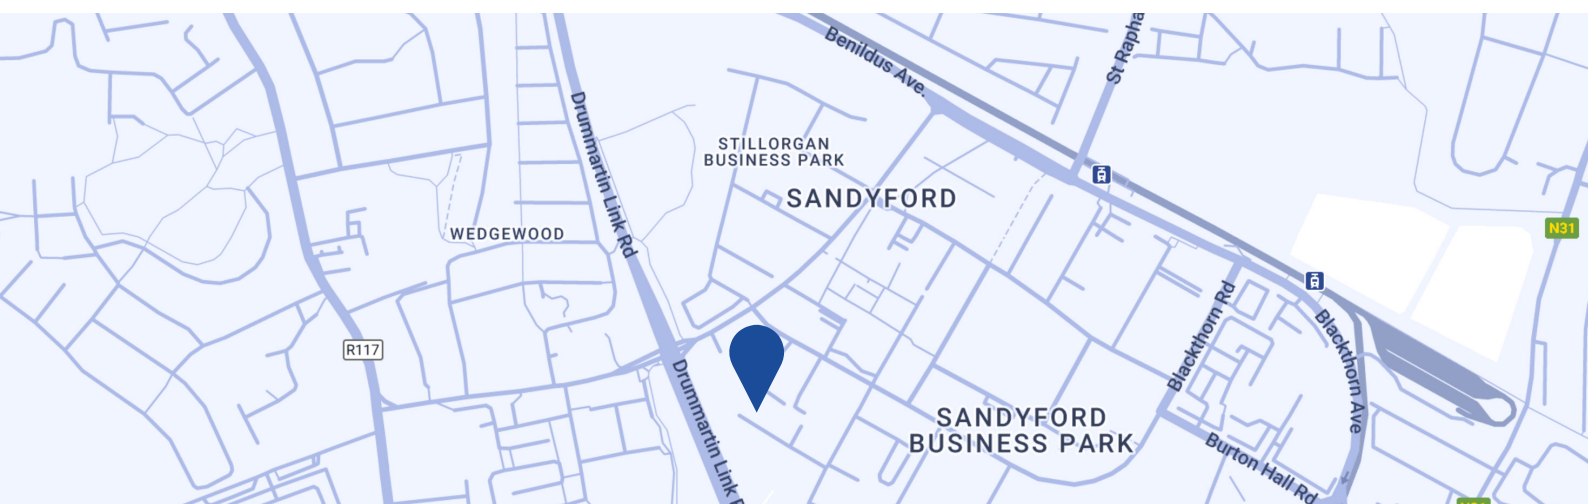 Benildus Ave.
St Rapha
Drummartin Link Rd
STILLORGAN
BUSINESS PARK
SANDYFORD
WEDGEWOOD
N31
Blackthorn Rd
Blackthorn Ave
R117
Drummartin Link R
SANDYFORD
BUSINESS PARK
Burton Hall Rd